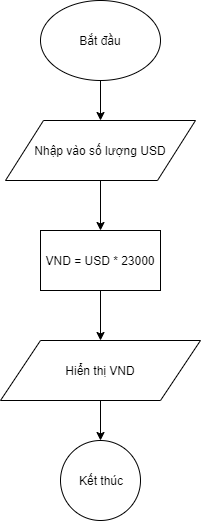 Bắt đầu
Nhập vào số lượng USD
VND = USD * 23000
Hiển thị VND
Kết thúc